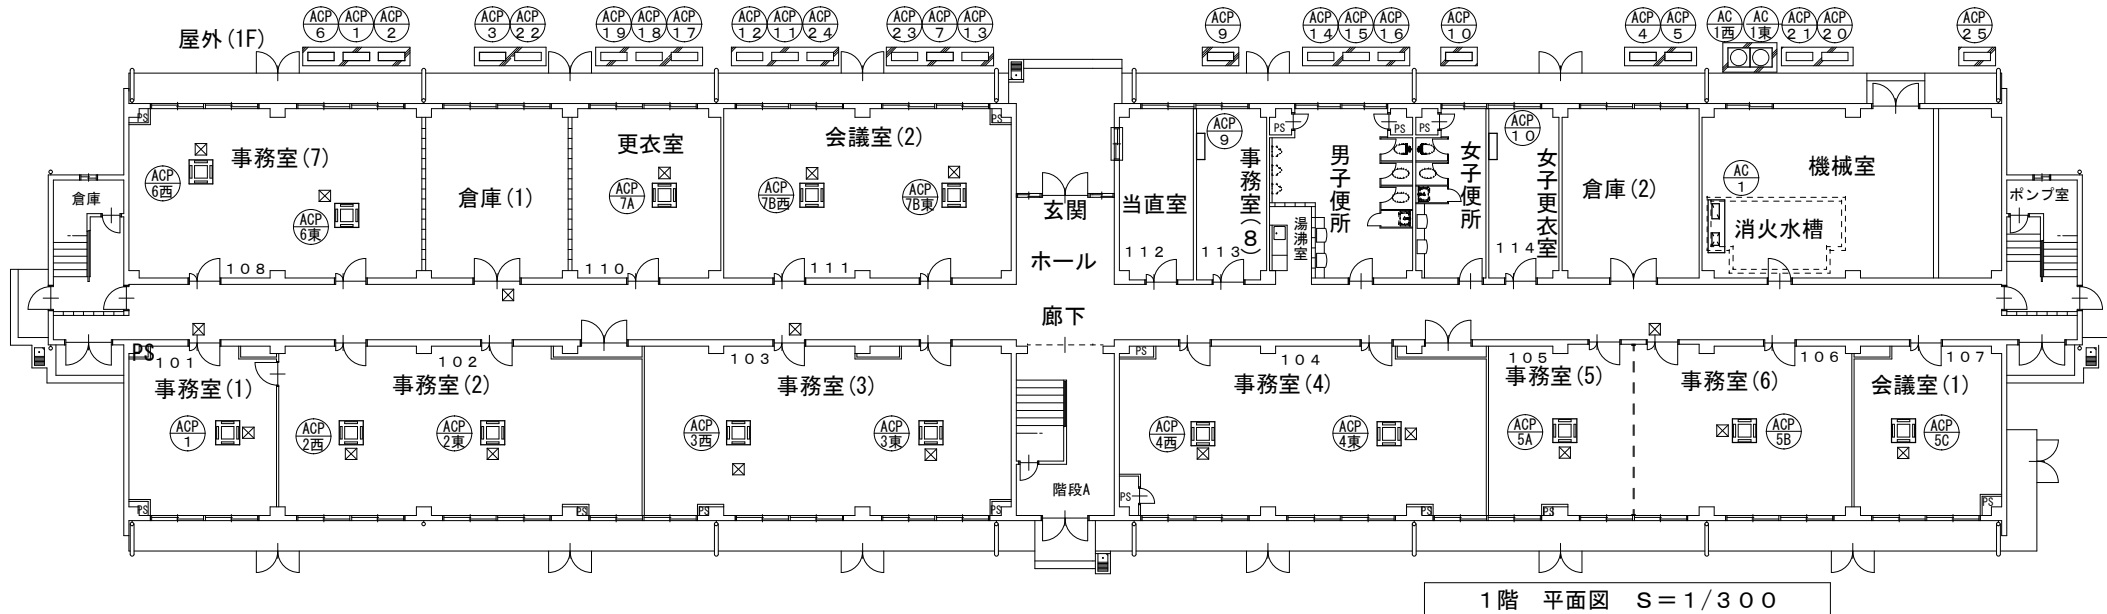 屋外(1F)
ACP 6
ACP 1
ACP 2
ACP 3
ACP 22
ACP 19
ACP 18
ACP 17
ACP 12
ACP 11
ACP 24
ACP 23
ACP 7
ACP 13
ACP 9
ACP 14
ACP 15
ACP 16
ACP 10
ACP 4
ACP 5
AC 1西
AC 1東
ACP 21
ACP 20
ACP 25
倉庫
PS
事務室(7)
ACP 6西
ACP 6東
108
倉庫(1)
更衣室
ACP 7A
110
会議室(2)
PS
ACP 7B西
ACP 7B東
111
玄関
ホール
廊下
当直室
112
ACP 9
事務室(8)
113
PS
男子便所
PS
湯沸室
PS
女子便所
ACP 10
女子更衣室
114
倉庫(2)
機械室
AC 1
消火水槽
ポンプ室
PS
101
事務室(1)
ACP 1
PS
102
事務室(2)
ACP 2西
ACP 2東
PS
103
事務室(3)
ACP 3西
ACP 3東
PS
PS
階段A
PS
104
事務室(4)
ACP 4西
ACP 4東
PS
PS
105
事務室(5)
ACP 5A
PS
106
事務室(6)
ACP 5B
107
会議室(1)
ACP 5C
PS
1階 平面図 S=1/300